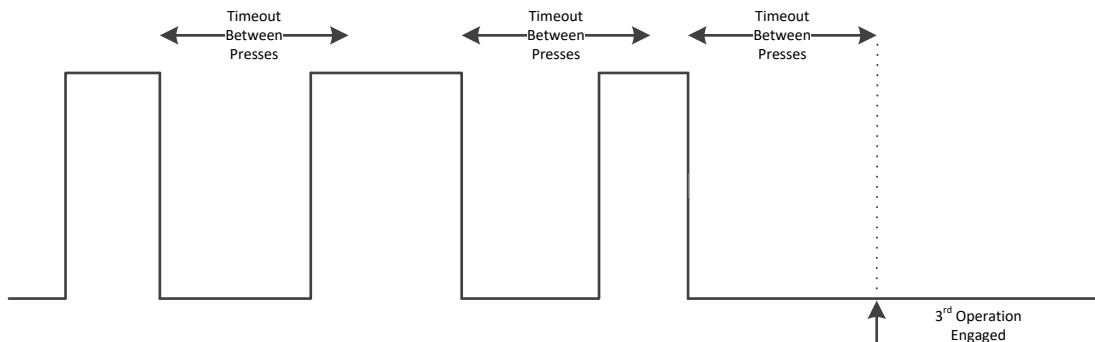 Timeout
Between
Presses
Timeout
Between
Presses
Timeout
Between
Presses
3rd Operation
Engaged